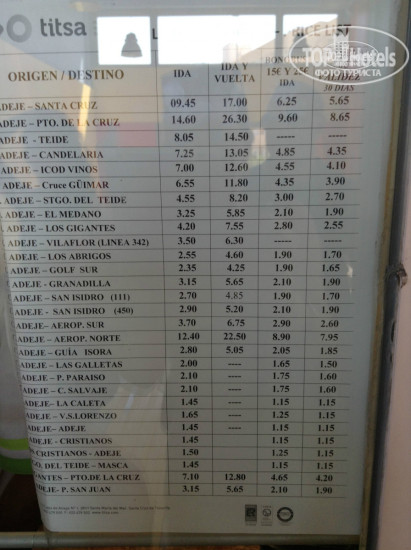 titsa
PRICE LIST
TOP Hotels
ФОТО ТУРИСТА
ORIGEN / DESTINO IDA IDA Y VUELTA 15€ Y 25€ IDA 30 DIAS
ADEJE – SANTA CRUZ 09.45 17.00 6.25 5.65
ADEJE – PTO. DE LA CRUZ 14.60 26.30 9.60 8.65
ADEJE - TEIDE 8.05 14.50 ----- -----
ADEJE – CANDELARIA 7.25 13.05 4.85 4.35
ADEJE – ICOD VINOS 7.00 12.60 4.55 4.10
ADEJE – Cruce GÜIMAR 6.55 11.80 4.35 3.90
ADEJE – STGO. DEL TEIDE 4.55 8.20 3.00 2.70
ADEJE – EL MEDANO 3.25 5.85 2.10 1.90
ADEJE – LOS GIGANTES 4.20 7.55 2.80 2.55
ADEJE – VILAFLOR (LINEA 342) 3.50 6.30 ----- -----
ADEJE – LOS ABRIGOS 2.55 4.60 1.90 1.70
ADEJE – GOLF SUR 2.35 4.25 1.90 1.65
ADEJE – GRANADILLA 3.15 5.65 2.10 1.90
ADEJE – SAN ISIDRO (111) 2.70 4.85 1.90 1.70
ADEJE - SAN ISIDRO (450) 2.90 5.20 2.10 1.90
ADEJE – AEROP. SUR 3.70 6.75 2.90 2.60
ADEJE – AEROP. NORTE 12.40 22.50 8.90 7.95
ADEJE – GUÍA ISORA 2.80 5.05 2.05 1.85
ADEJE – LAS GALLETAS 2.00 ---- 1.65 1.50
ADEJE – P. PARAISO 2.10 ---- 1.75 1.60
ADEJE – C. SALVAJE 2.10 ---- 1.75 1.60
ADEJE– LA CALETA 1.45 ---- 1.15 1.15
ADEJE – V.S.LORENZO 1.65 ---- 1.25 1.15
ADEJE– ADEJE 1.45 ---- 1.15 1.15
ADEJE - CRISTIANOS 1.45 1.15 1.15
CRISTIANOS - ADEJE 1.50 1.25 1.15
DEL TEIDE - MASCA 1.45 1.15 1.15
– PTO.DE LA CRUZ 7.10 12.80 4.65 4.20
ADEJE– P. SAN JUAN 3.15 5.65 2.10 1.90